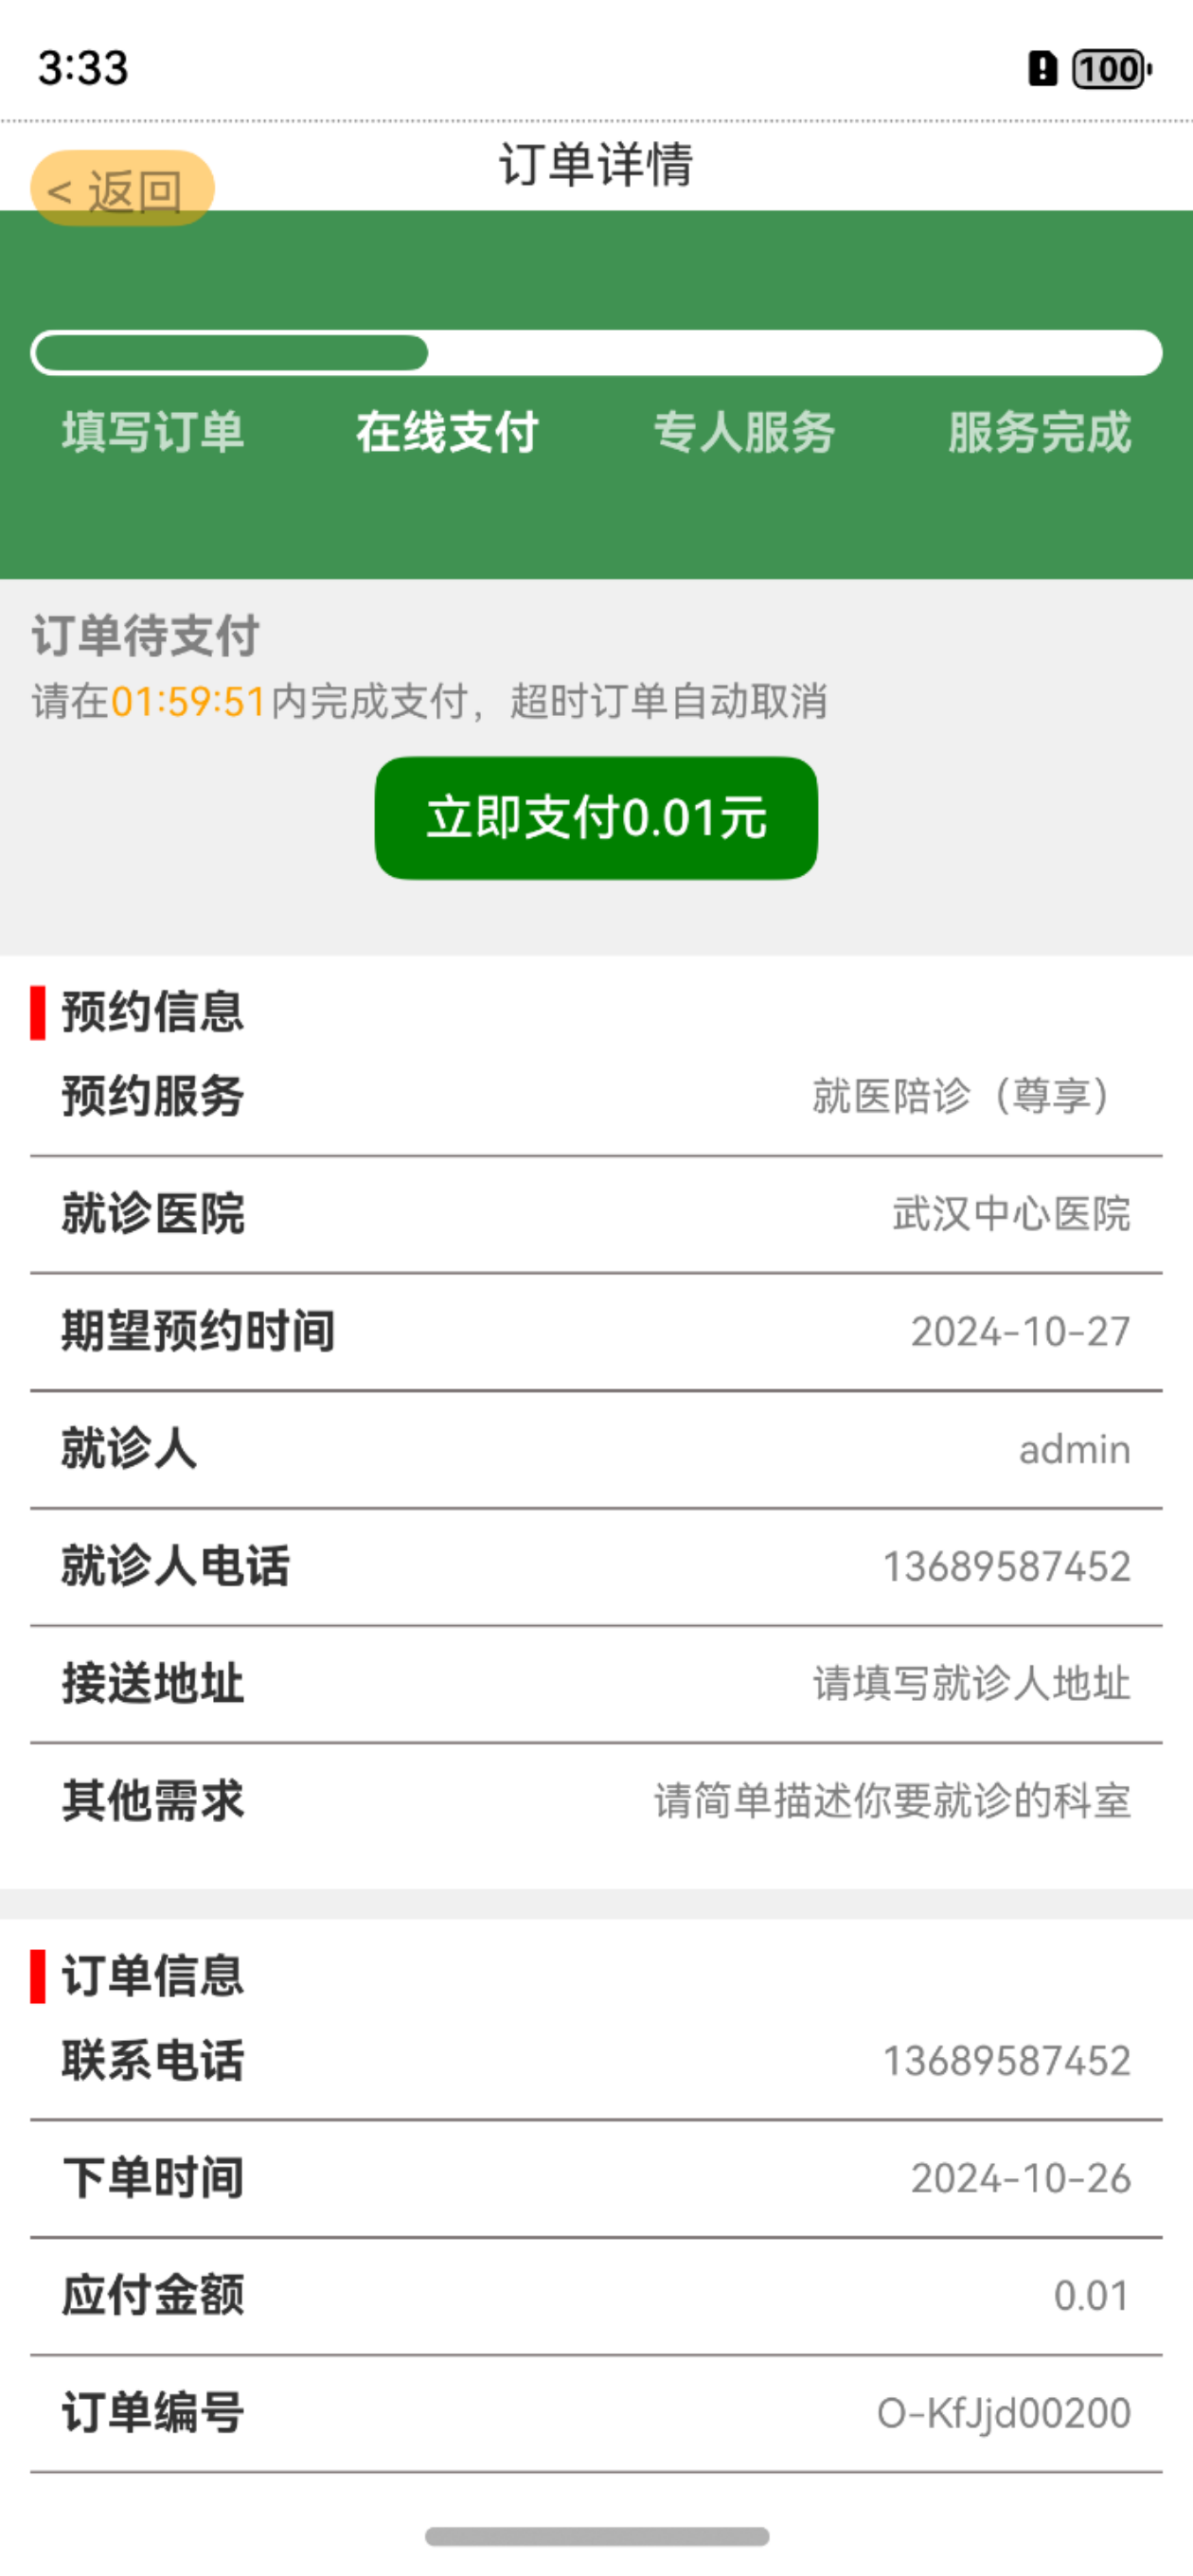 3:33
100
订单详情
< 返回
填写订单 在线支付 专人服务 服务完成
订单待支付
请在01:59:51内完成支付，超时订单自动取消
立即支付0.01元
预约信息
预约服务 就医陪诊（尊享）
就诊医院 武汉中心医院
期望预约时间 2024-10-27
就诊人 admin
就诊人电话 13689587452
接送地址 请填写就诊人地址
其他需求 请简单描述你要就诊的科室
订单信息
联系电话 13689587452
下单时间 2024-10-26
应付金额 0.01
订单编号 O-KfJjd00200